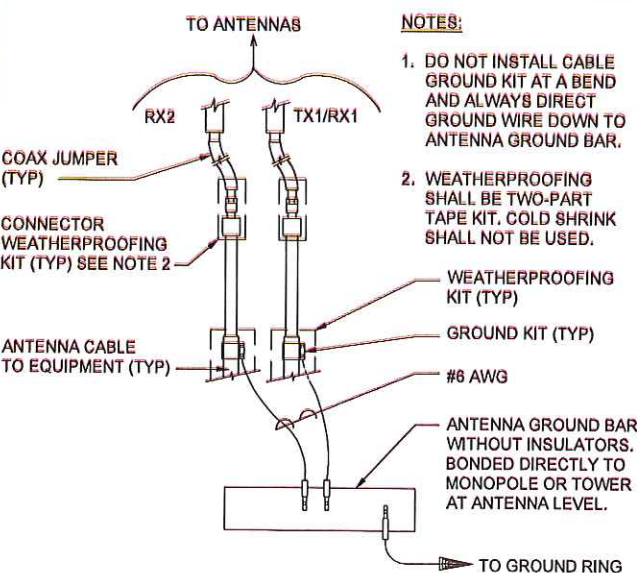 TO ANTENNAS
RX2
TX1/RX1
COAX JUMPER
(TYP)
CONNECTOR
WEATHERPROOFING
KIT (TYP) SEE NOTE 2
ANTENNA CABLE
TO EQUIPMENT (TYP)
NOTES:
1. DO NOT INSTALL CABLE
GROUND KIT AT A BEND
AND ALWAYS DIRECT
GROUND WIRE DOWN TO
ANTENNA GROUND BAR.
2. WEATHERPROOFING
SHALL BE TWO-PART
TAPE KIT. COLD SHRINK
SHALL NOT BE USED.
WEATHERPROOFING
KIT (TYP)
GROUND KIT (TYP)
#6 AWG
ANTENNA GROUND BAR
WITHOUT INSULATORS.
BONDED DIRECTLY TO
MONOPOLE OR TOWER
AT ANTENNA LEVEL.
TO GROUND RING